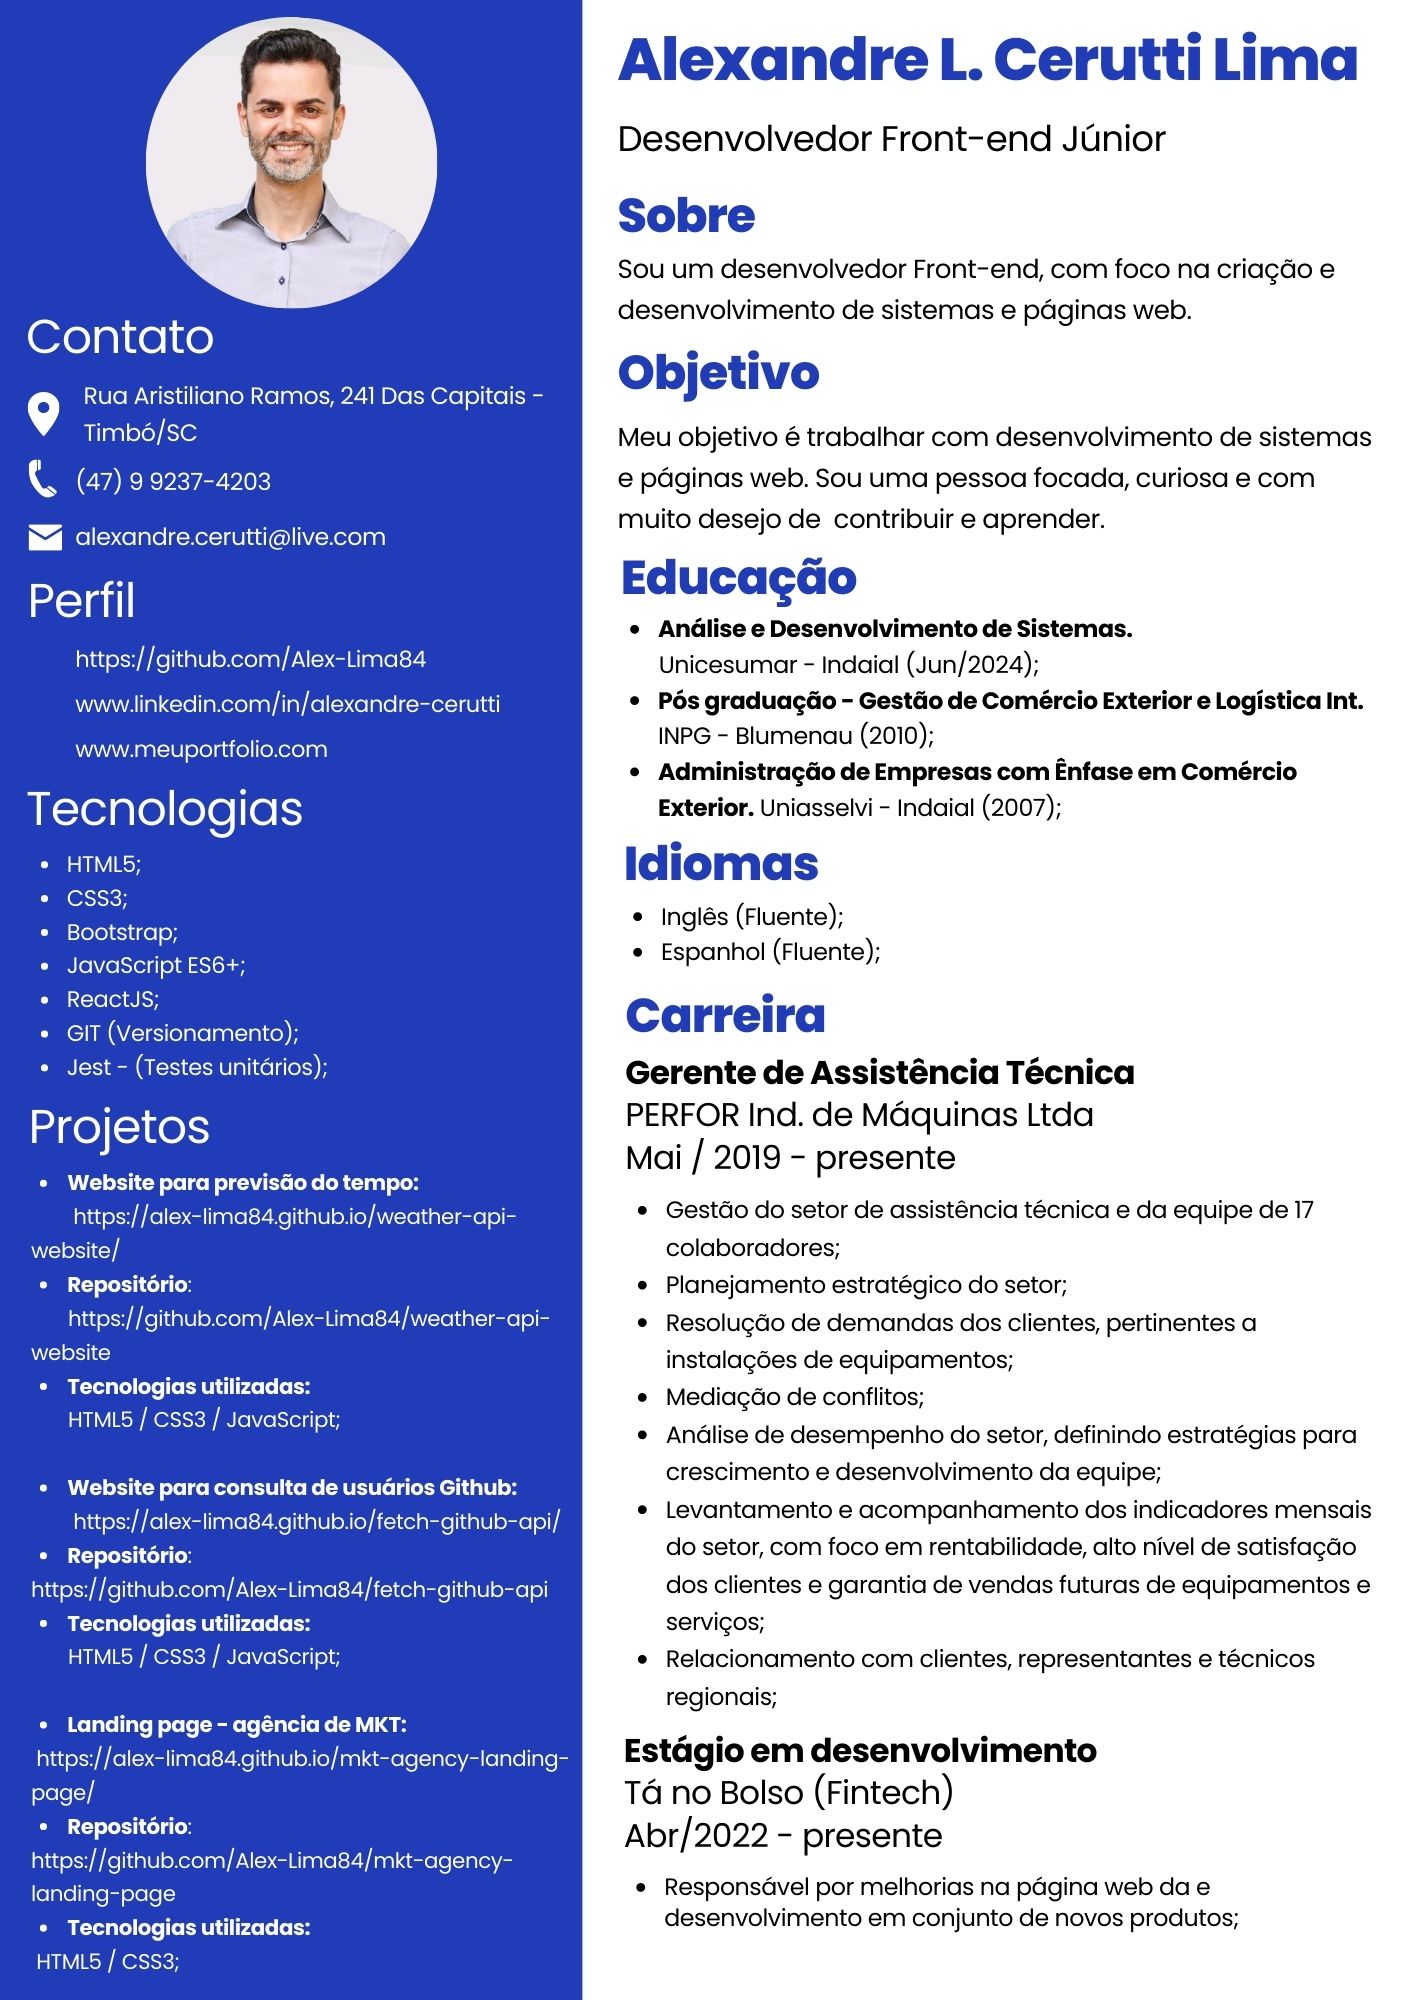 Contato
Rua Aristiliano Ramos, 241 Das Capitais -
Timbó/SC
(47) 9 9237-4203
alexandre.cerutti@live.com
Perfil
https://github.com/Alex-Lima84
www.linkedin.com/in/alexandre-cerutti
www.meuportfolio.com
Tecnologias
• HTML5;
• CSS3;
• Bootstrap;
• JavaScript ES6+;
• ReactJS;
• GIT (Versionamento);
• Jest - (Testes unitários);
Projetos
• Website para previsão do tempo:
https://alex-lima84.github.io/weather-api-
website/
• Repositório:
https://github.com/Alex-Lima84/weather-api-
website
• Tecnologias utilizadas:
HTML5 / CSS3 / JavaScript;
• Website para consulta de usuários Github:
https://alex-lima84.github.io/fetch-github-api/
• Repositório:
https://github.com/Alex-Lima84/fetch-github-api
• Tecnologias utilizadas:
HTML5 / CSS3 / JavaScript;
• Landing page - agência de MKT:
https://alex-lima84.github.io/mkt-agency-landing-
page/
• Repositório:
https://github.com/Alex-Lima84/mkt-agency-
landing-page
• Tecnologias utilizadas:
HTML5 / CSS3;
Alexandre L. Cerutti Lima
Desenvolvedor Front-end Júnior
Sobre
Sou um desenvolvedor Front-end, com foco na criação e
desenvolvimento de sistemas e páginas web.
Objetivo
Meu objetivo é trabalhar com desenvolvimento de sistemas
e páginas web. Sou uma pessoa focada, curiosa e com
muito desejo de  contribuir e aprender.
Educação
• Análise e Desenvolvimento de Sistemas.
Unicesumar - Indaial (Jun/2024);
• Pós graduação - Gestão de Comércio Exterior e Logística Int.
INPG - Blumenau (2010);
• Administração de Empresas com Ênfase em Comércio
Exterior. Uniasselvi - Indaial (2007);
Idiomas
• Inglês (Fluente);
• Espanhol (Fluente);
Carreira
Gerente de Assistência Técnica
PERFOR Ind. de Máquinas Ltda
Mai / 2019 - presente
• Gestão do setor de assistência técnica e da equipe de 17
colaboradores;
• Planejamento estratégico do setor;
• Resolução de demandas dos clientes, pertinentes a
instalações de equipamentos;
• Mediação de conflitos;
• Análise de desempenho do setor, definindo estratégias para
crescimento e desenvolvimento da equipe;
• Levantamento e acompanhamento dos indicadores mensais
do setor, com foco em rentabilidade, alto nível de satisfação
dos clientes e garantia de vendas futuras de equipamentos e
serviços;
• Relacionamento com clientes, representantes e técnicos
regionais;
Estágio em desenvolvimento
Tá no Bolso (Fintech)
Abr/2022 - presente
• Responsável por melhorias na página web da e
desenvolvimento em conjunto de novos produtos;